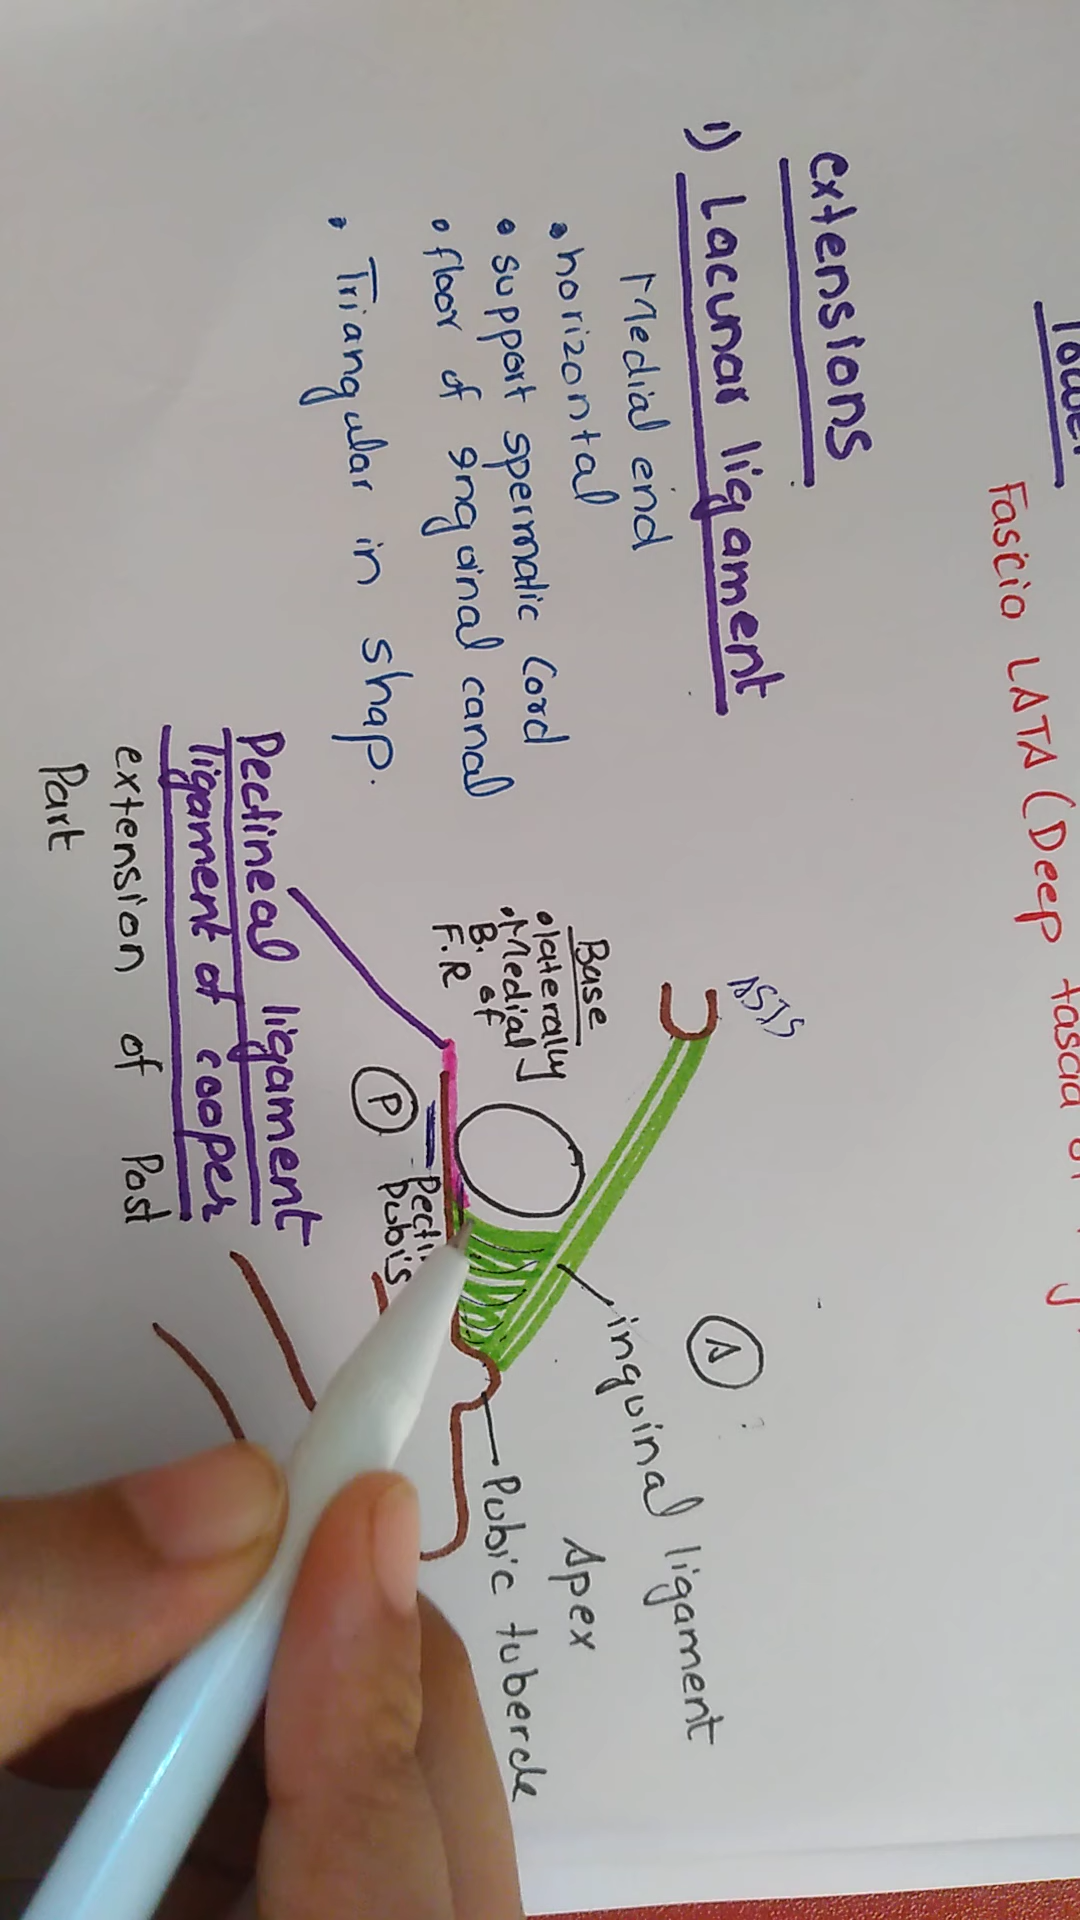 Fascia LATA (Deep fascia of
extensions
1) Lacunar ligament
Medial end
• horizontal
• support spermatic Cord
• floor of Inguinal canal
• Triangular in shap.
ASIS
Base
• laterally
• Medial
B. of
F.R
A
inguinal ligament
Apex
Pubic tubercle
P
Pubis
Pectineal ligament
ligament of cooper
extension of Post
Part